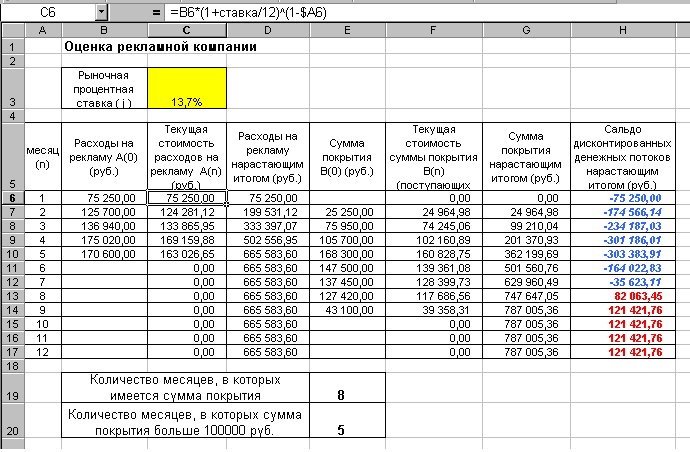 C6 = =B6*(1+ставка/12)^(1-$A6)
A B C D E F G H
1 Оценка рекламной компании
2
3 Рыночная процентная ставка ( j ) 13,7%
4
5 месяц (n) Расходы на рекламу A(0) (руб.) Текущая стоимость расходов на рекламу A(n) (руб.) Расходы на рекламу нарастающим итогом (руб.) Сумма покрытия B(0) (руб.) Текущая стоимость суммы покрытия B(n) (поступающих Сумма покрытия нарастающим итогом (руб.) Сальдо дисконтированных денежных потоков нарастающим итогом (руб.)
6 1 75 250,00 75 250,00 75 250,00 0,00 0,00 -75 250,00
7 2 125 700,00 124 281,12 199 531,12 25 250,00 24 964,98 24 964,98 -174 566,14
8 3 136 940,00 133 865,95 333 397,07 75 950,00 74 245,06 99 210,04 -234 187,03
9 4 175 020,00 169 159,88 502 556,95 105 700,00 102 160,89 201 370,93 -301 186,01
10 5 170 600,00 163 026,65 665 583,60 168 300,00 160 828,75 362 199,69 -303 383,91
11 6 0,00 665 583,60 147 500,00 139 361,08 501 560,76 -164 022,83
12 7 0,00 665 583,60 137 450,00 128 399,73 629 960,49 -35 623,11
13 8 0,00 665 583,60 127 420,00 117 686,56 747 647,05 82 063,45
14 9 0,00 665 583,60 43 100,00 39 358,31 787 005,36 121 421,76
15 10 0,00 665 583,60 0,00 787 005,36 121 421,76
16 11 0,00 665 583,60 0,00 787 005,36 121 421,76
17 12 0,00 665 583,60 0,00 787 005,36 121 421,76
18
19 Количество месяцев, в которых имеется сумма покрытия 8
20 Количество месяцев, в которых сумма покрытия больше 100000 руб. 5